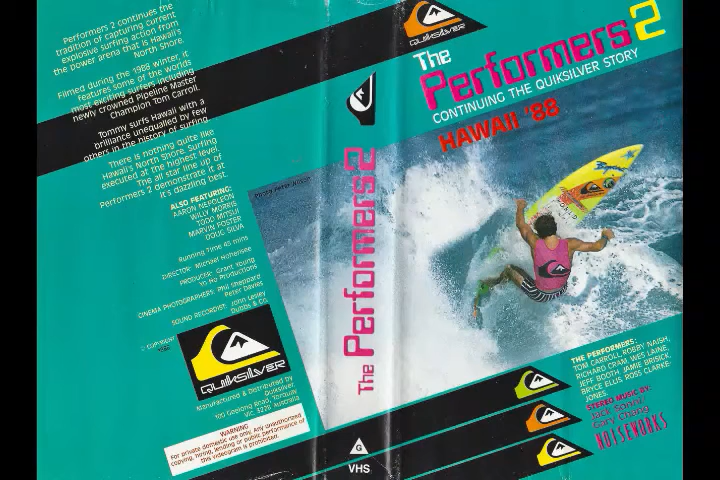 Performers 2 continues the
tradition of capturing current
explosive surfing action from
the power arena that is Hawaii's
North Shore.
Filmed during the 1988 winter, it
features some of the worlds
most exciting surfers including
newly crowned Pipeline Master
Champion Tom Carroll.
Tommy surfs Hawaii with a
brilliance unequalled by few
others in the history of surfing.
There is nothing quite like
Hawaii's North Shore. Surfing
executed at the highest level.
The all star line up of
Performers 2 demonstrate it at
it's dazzling best.
ALSO FEATURING:
AARON NEPOLEON
WILLY MORRIS
TODD MITSUI
MARVIN FOSTER
DOUG SILVA
Running Time 45 mins
DIRECTOR: Michael Hohensee
PRODUCER: Grant Young
Yo Ho Productions
CINEMA PHOTOGRAPHERS: Phil Sheppard
Peter Davies
SOUND RECORDIST: John Lesley
Dubbs & Co.
© COPYRIGHT
QUIKSILVER
Manufactured & Distributed by
Quiksilver
Geelong Road, Torquay
Vic. 3228 Australia
WARNING
For private domestic use only. Any unauthorised
copying, hiring, lending or public performance of
this videogram is prohibited.
The Performers 2
G
VHS
QUIKSILVER
The
Performers 2
CONTINUING THE QUIKSILVER STORY
HAWAII '88
THE PERFORMERS:
TOM CARROLL, ROBBY NAISH,
RICHARD CRAM, WES LAINE,
JEFF BOOTH, JAMIE BRISICK,
BRYCE ELLIS, ROSS CLARKE-
JONES.
STEREO MUSIC BY:
Gary Chang
NOISEWORKS